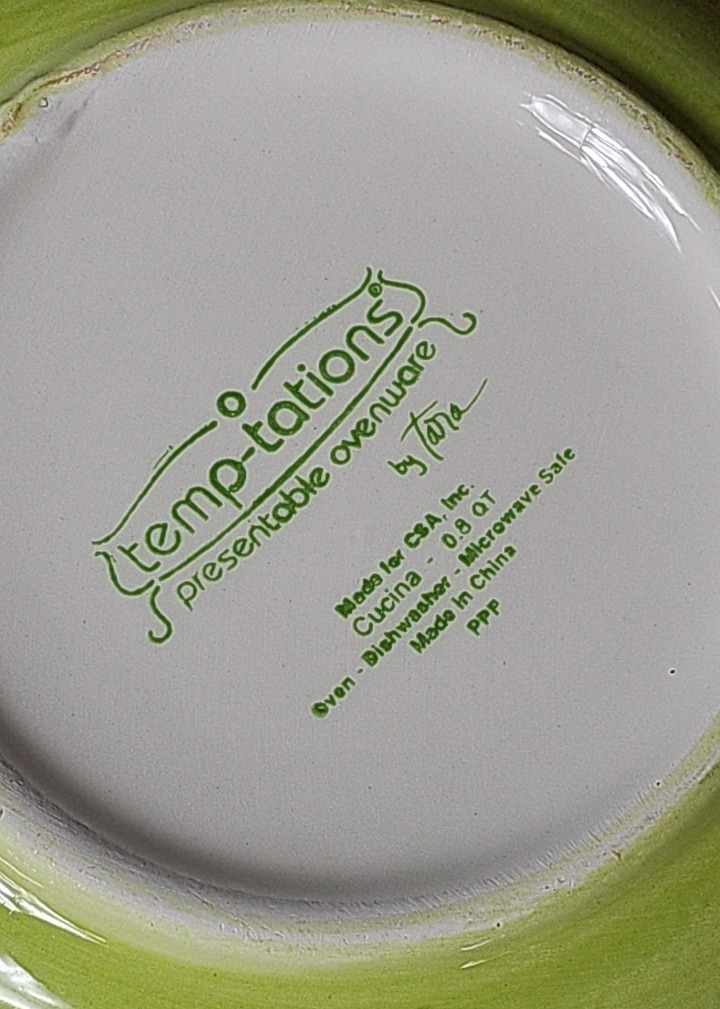 temp-tations®
presentable ovenware
by Tara
Made for CSA, Inc.
Cucina - 0.8 QT
Oven - Dishwasher - Microwave Safe
Made in China
PPP